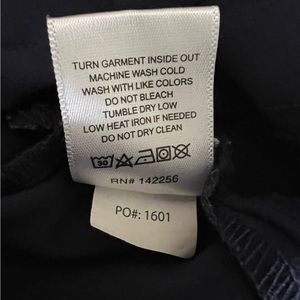 TURN GARMENT INSIDE OUT
MACHINE WASH COLD
WASH WITH LIKE COLORS
DO NOT BLEACH
TUMBLE DRY LOW
LOW HEAT IRON IF NEEDED
DO NOT DRY CLEAN
30
RN# 142256
PO#: 1601